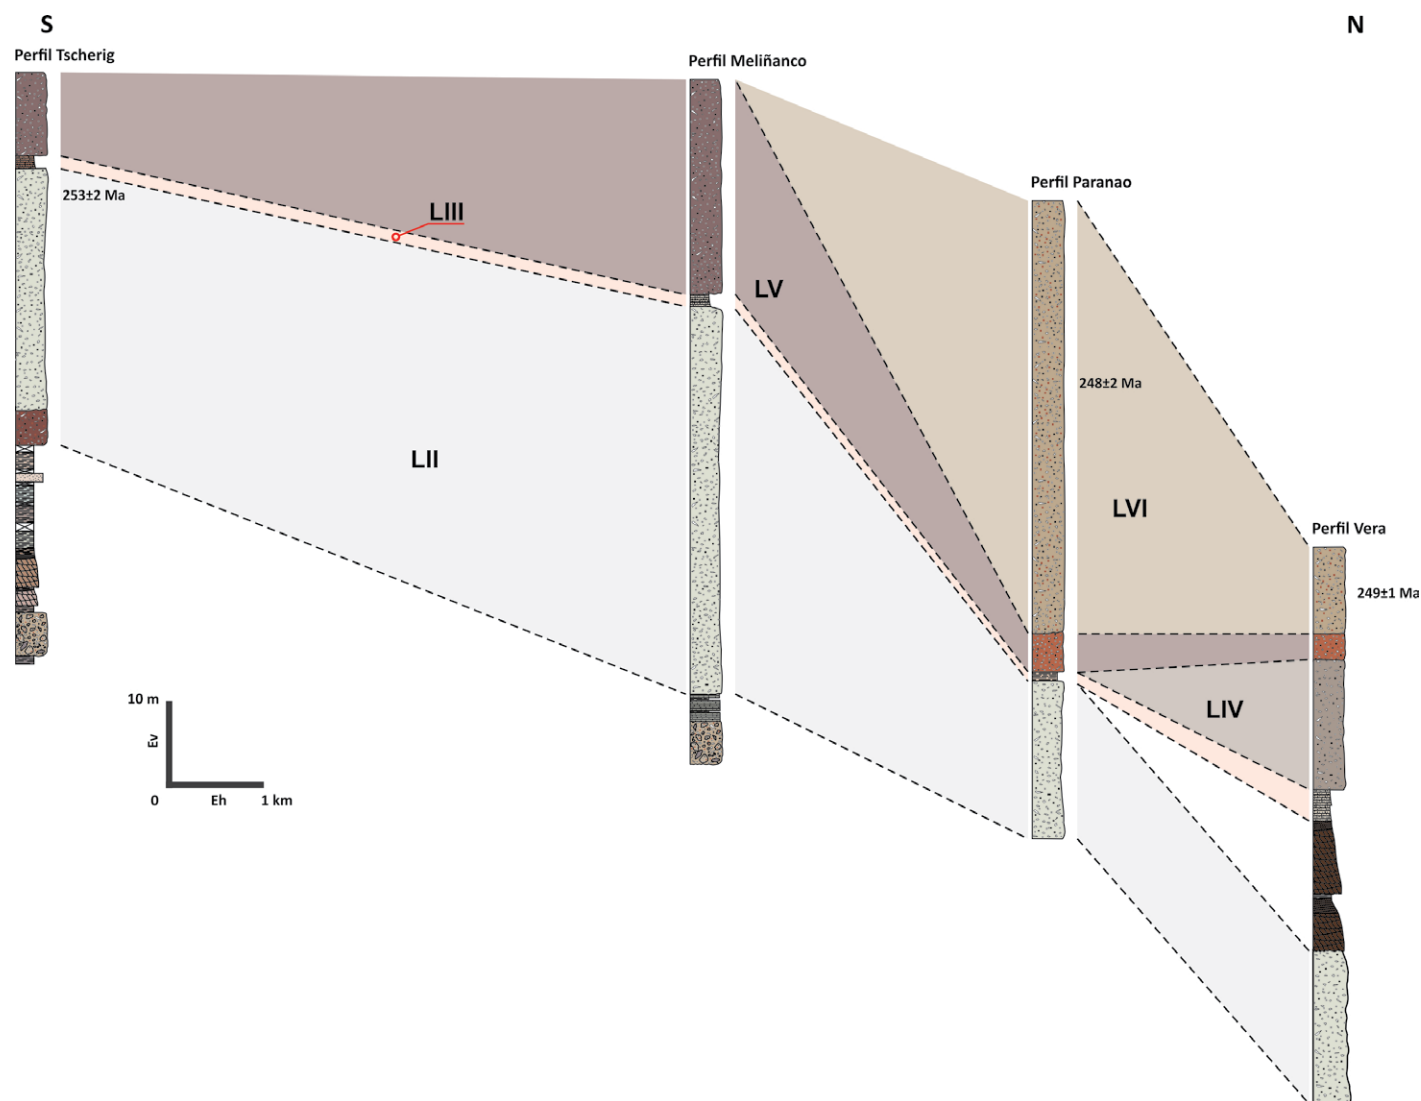 S
N
Perfil Tscherig
Perfil Meliñanco
Perfil Paranao
253±2 Ma
LIII
LV
248±2 Ma
LII
LVI
Perfil Vera
249±1 Ma
LIV
10 m
Ev
0 Eh 1 km